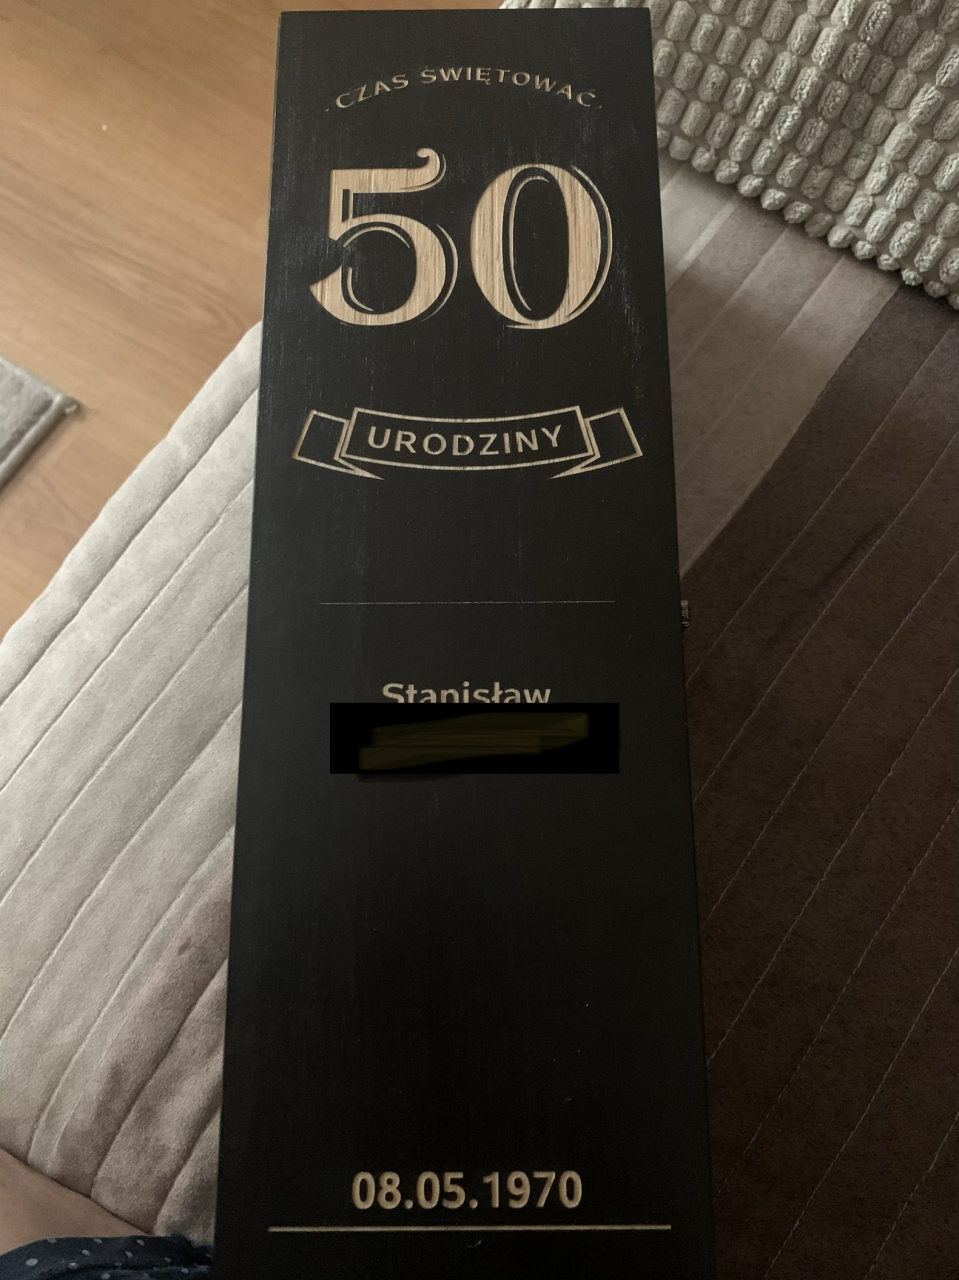 CZAS ŚWIĘTOWAĆ
50
URODZINY
Stanisław
08.05.1970